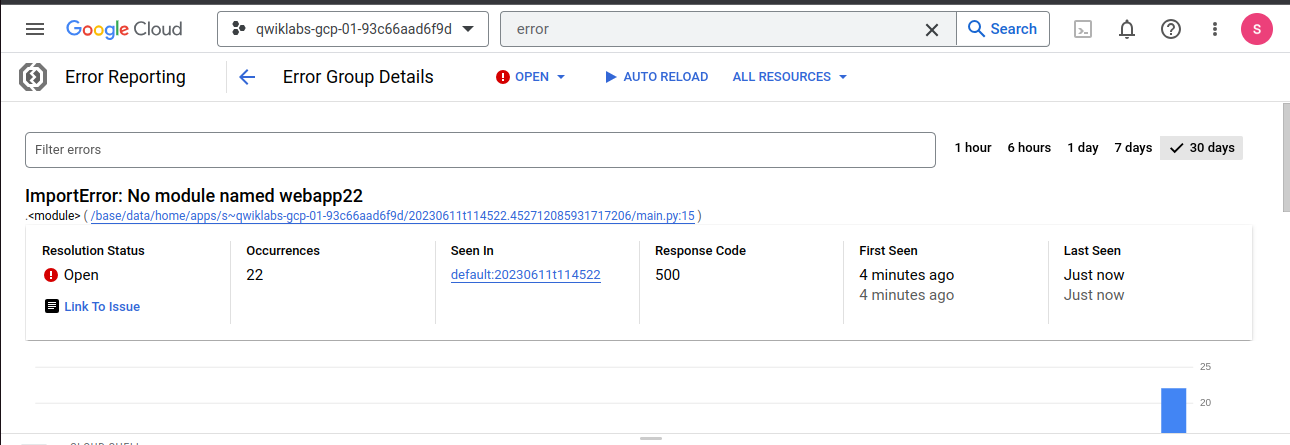 Google Cloud
qwiklabs-gcp-01-93c66aad6f9d
error
Search
S
Error Reporting
Error Group Details
OPEN
AUTO RELOAD
ALL RESOURCES
Filter errors
1 hour
6 hours
1 day
7 days
30 days
ImportError: No module named webapp22
.<module> ( /base/data/home/apps/s~qwiklabs-gcp-01-93c66aad6f9d/20230611t114522.452712085931717206/main.py:15 )
Resolution Status
Open
Link To Issue
Occurrences
22
Seen In
default:20230611t114522
Response Code
500
First Seen
4 minutes ago
4 minutes ago
Last Seen
Just now
Just now
25
20
CLOUD SHELL